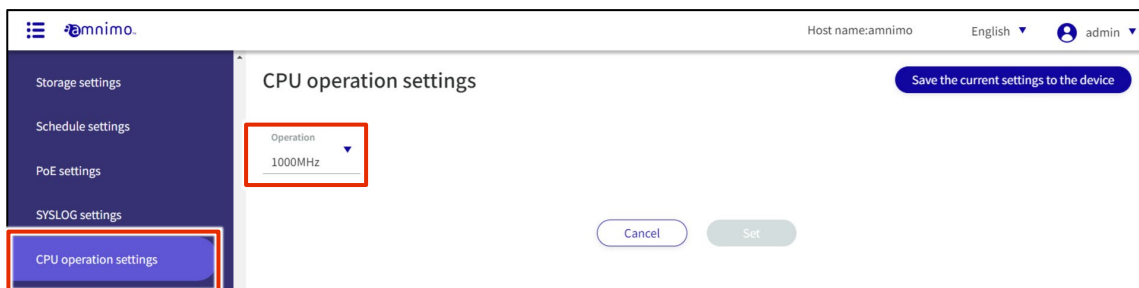 amnimo
Host name:amnimo
English
admin
Storage settings
Schedule settings
PoE settings
SYSLOG settings
CPU operation settings
CPU operation settings
Save the current settings to the device
Operation
1000MHz
Cancel
Set